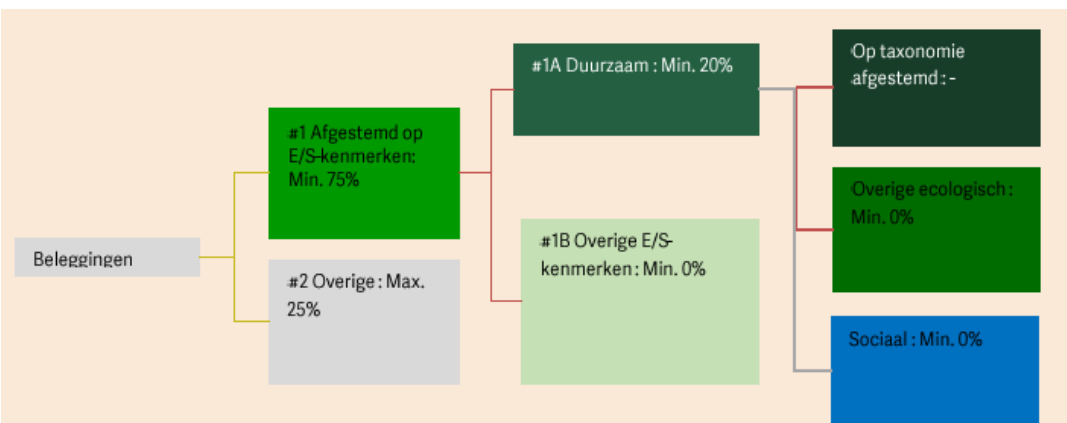 Beleggingen
#1 Afgestemd op
E/S-kenmerken:
Min. 75%
#2 Overige : Max.
25%
#1A Duurzaam : Min. 20%
#1B Overige E/S-
kenmerken : Min. 0%
Op taxonomie
afgestemd : -
Overige ecologisch :
Min. 0%
Sociaal : Min. 0%